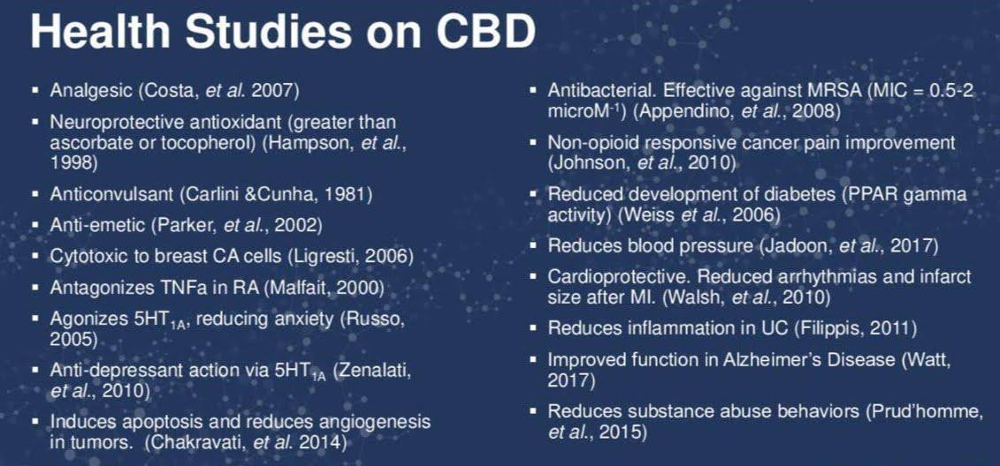 Health Studies on CBD
▪ Analgesic (Costa, et al. 2007)
▪ Neuroprotective antioxidant (greater than
ascorbate or tocopherol) (Hampson, et al.,
1998)
▪ Anticonvulsant (Carlini &Cunha, 1981)
▪ Anti-emetic (Parker, et al., 2002)
▪ Cytotoxic to breast CA cells (Ligresti, 2006)
▪ Antagonizes TNFa in RA (Malfait, 2000)
▪ Agonizes 5HT₁ₐ, reducing anxiety (Russo,
2005)
▪ Anti-depressant action via 5HT₁ₐ (Zenalati,
et al., 2010)
▪ Induces apoptosis and reduces angiogenesis
in tumors. (Chakravati, et al. 2014)
▪ Antibacterial. Effective against MRSA (MIC = 0.5-2
microM⁻¹) (Appendino, et al., 2008)
▪ Non-opioid responsive cancer pain improvement
(Johnson, et al., 2010)
▪ Reduced development of diabetes (PPAR gamma
activity) (Weiss et al., 2006)
▪ Reduces blood pressure (Jadoon, et al., 2017)
▪ Cardioprotective. Reduced arrhythmias and infarct
size after MI. (Walsh, et al., 2010)
▪ Reduces inflammation in UC (Filippis, 2011)
▪ Improved function in Alzheimer's Disease (Watt,
2017)
▪ Reduces substance abuse behaviors (Prud'homme,
et al., 2015)